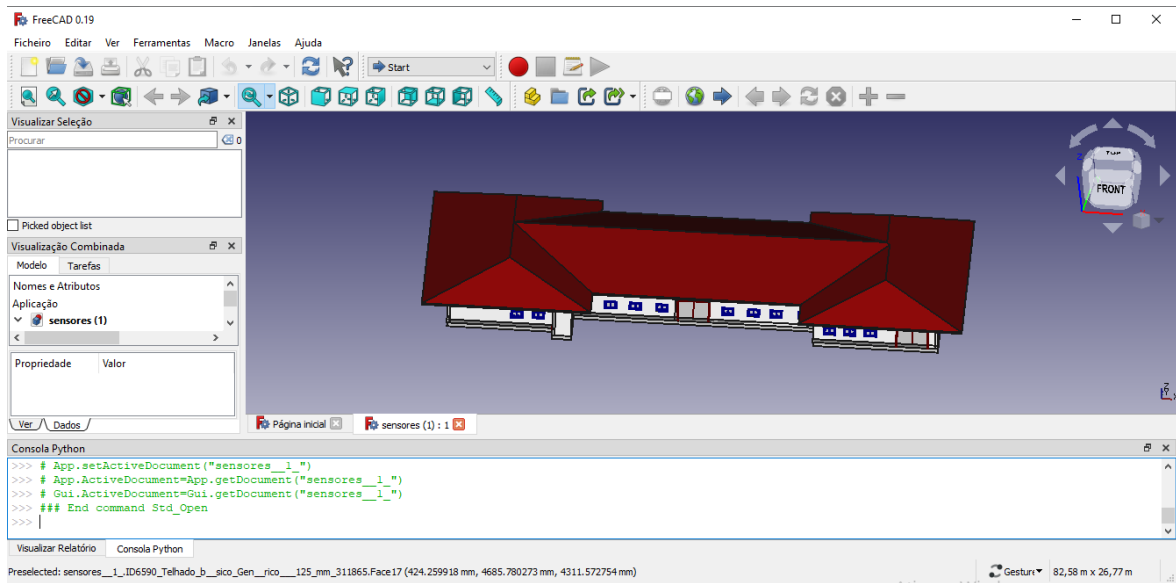 FreeCAD 0.19
Ficheiro Editar Ver Ferramentas Macro Janelas Ajuda
Start
Visualizar Seleção
Procurar
0
Picked object list
Visualização Combinada
Modelo Tarefas
Nomes e Atributos
Aplicação
sensores (1)
Propriedade Valor
Ver Dados
TOP
FRONT
Z
Z
Página inicial
sensores (1) : 1
Consola Python
>>> # App.setActiveDocument("sensores__1_")
>>> # App.ActiveDocument=App.getDocument("sensores__1_")
>>> # Gui.ActiveDocument=Gui.getDocument("sensores__1_")
>>> ### End command Std_Open
>>>
Visualizar Relatório Consola Python
Preselected: sensores__1_.ID6590_Telhado_b__sico_Gen__rico___125_mm_311865.Face17 (424.259918 mm, 4685.780273 mm, 4311.572754 mm)
Gesture 82,58 m x 26,77 m